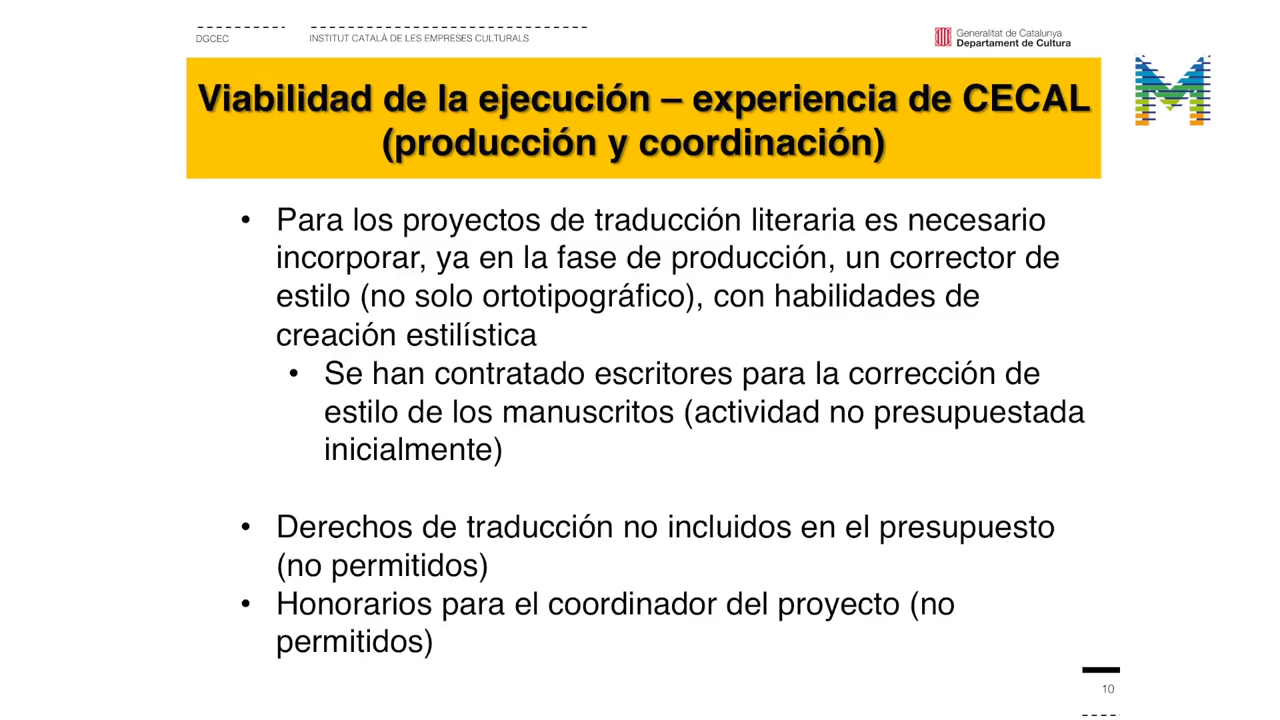 DGCEC
INSTITUT CATALÀ DE LES EMPRESES CULTURALS
Generalitat de Catalunya
Departament de Cultura
Viabilidad de la ejecución – experiencia de CECAL
(producción y coordinación)
• Para los proyectos de traducción literaria es necesario
incorporar, ya en la fase de producción, un corrector de
estilo (no solo ortotipográfico), con habilidades de
creación estilística
• Se han contratado escritores para la corrección de
estilo de los manuscritos (actividad no presupuestada
inicialmente)
• Derechos de traducción no incluidos en el presupuesto
(no permitidos)
• Honorarios para el coordinador del proyecto (no
permitidos)
10